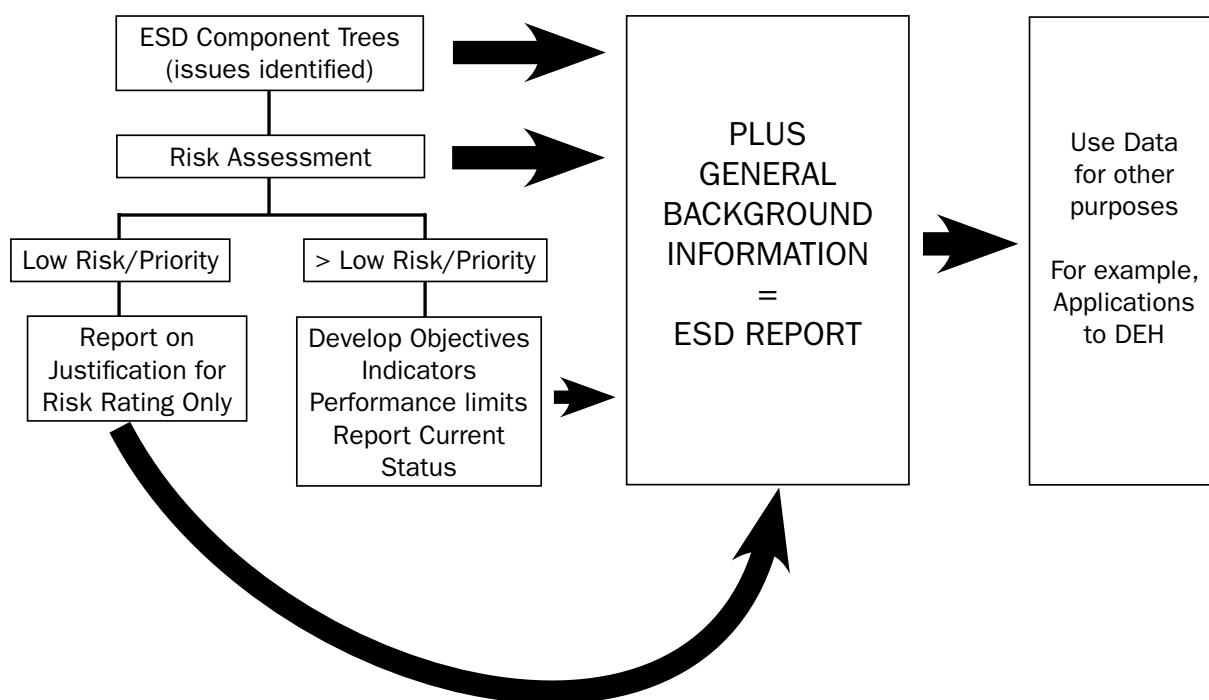 ESD Component Trees
(issues identified)
Risk Assessment
Low Risk/Priority
> Low Risk/Priority
Report on
Justification for
Risk Rating Only
Develop Objectives
Indicators
Performance limits
Report Current
Status
PLUS
GENERAL
BACKGROUND
INFORMATION
=
ESD REPORT
Use Data
for other
purposes
For example,
Applications
to DEH